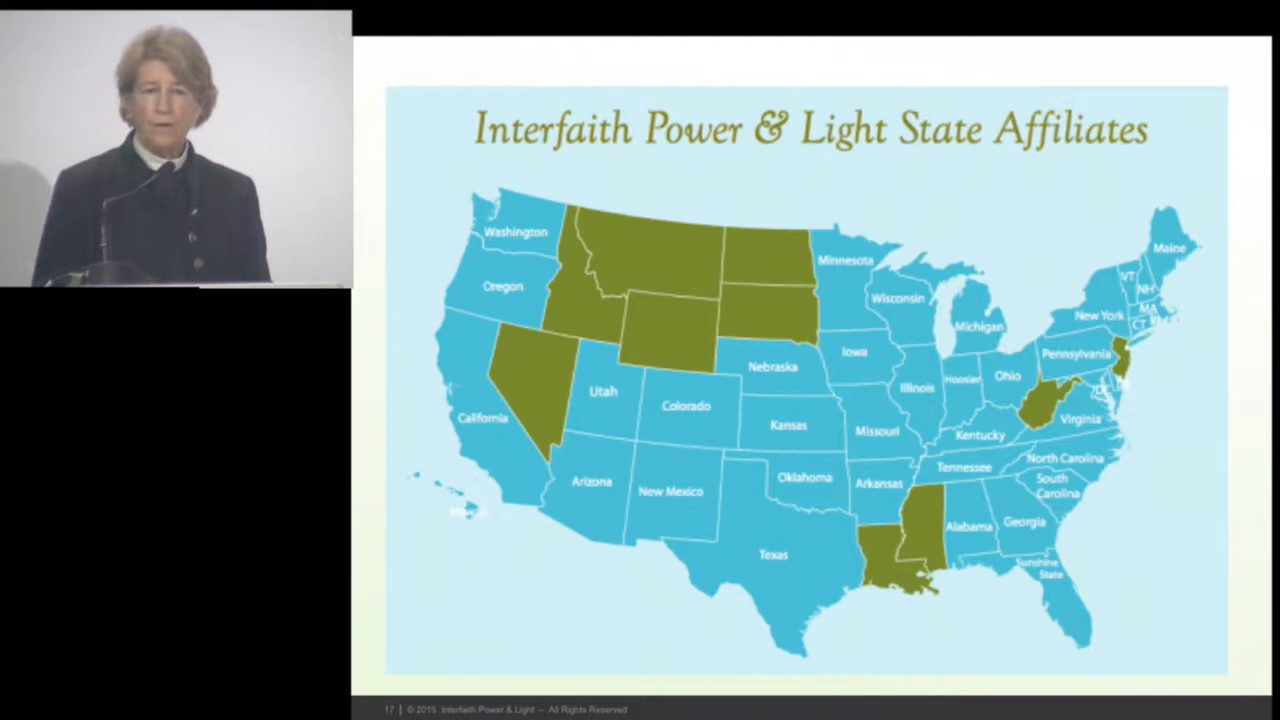 Interfaith Power & Light State Affiliates
Washington
Oregon
California
Utah
Arizona
Colorado
New Mexico
Nebraska
Kansas
Oklahoma
Texas
Minnesota
Iowa
Missouri
Arkansas
Wisconsin
Illinois
Michigan
Hoosier
Ohio
Kentucky
Tennessee
Alabama
Georgia
Sunshine
State
South
Carolina
North Carolina
Virginia
Pennsylvania
New York
VT
NH
MA
CT
Maine
Hawaii
17 | © 2015 Interfaith Power & Light – All Rights Reserved